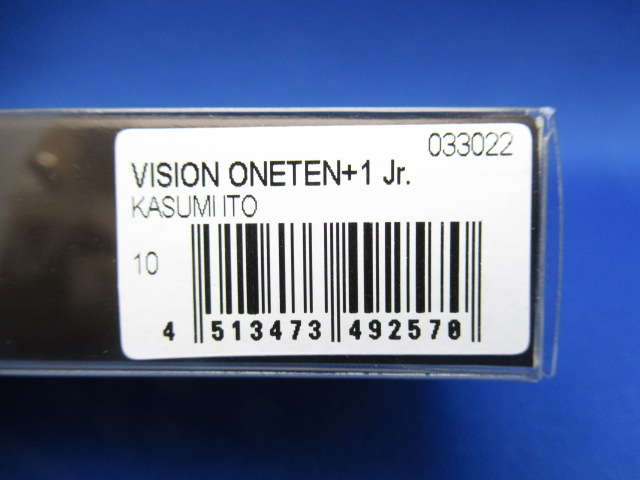 033022
VISION ONETEN+1 Jr.
KASUMI ITO
10
4 513473 492570